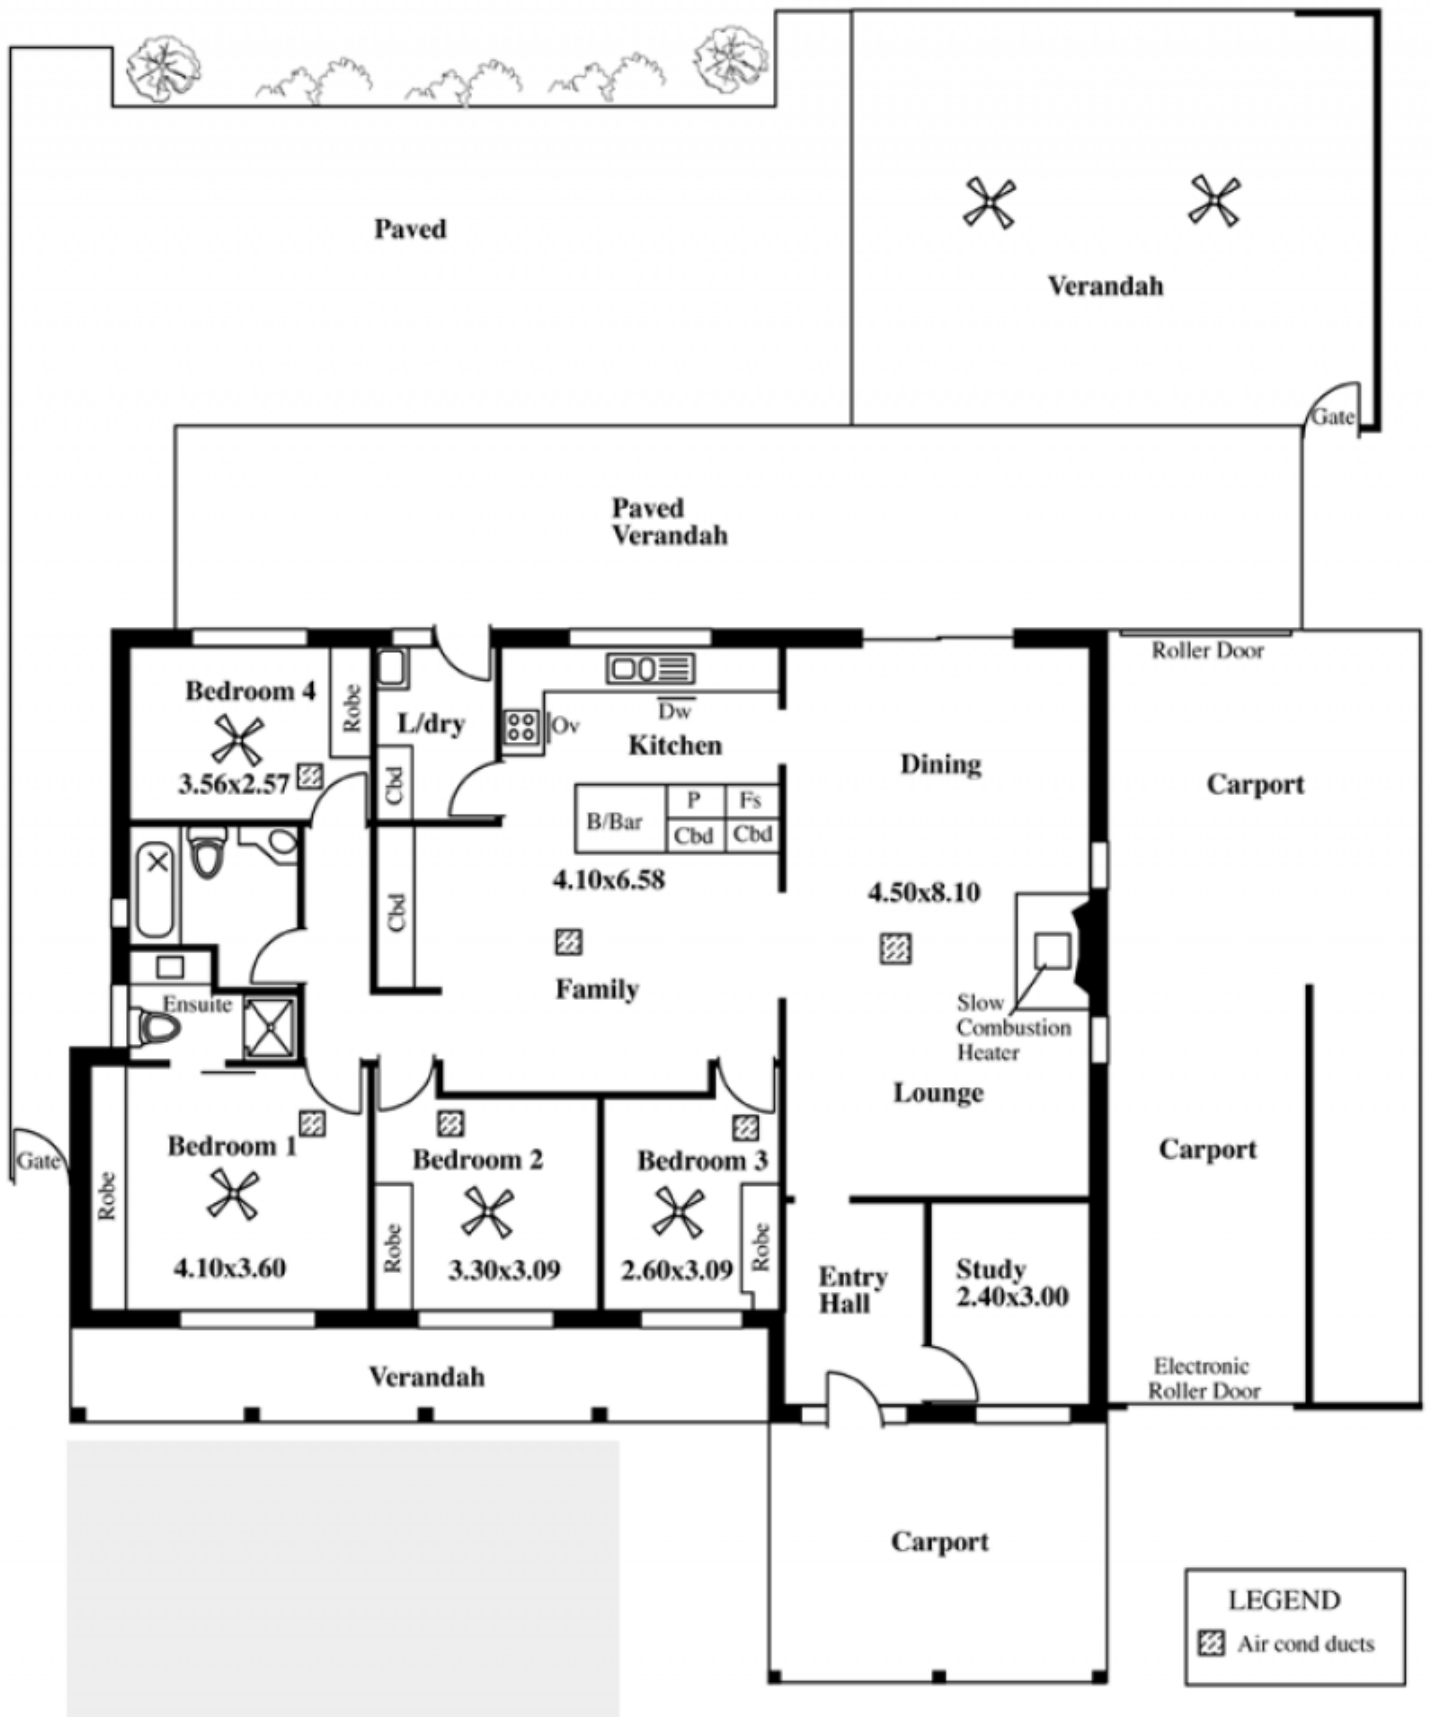 Paved
Verandah
Gate
Paved
Verandah
Roller Door
Bedroom 4
3.56x2.57
Robe
L/dry
Cbd
Ov
Dw
Kitchen
B/Bar
P
Fs
Cbd
Cbd
4.10x6.58
Cbd
Family
Dining
4.50x8.10
Slow
Combustion
Heater
Lounge
Carport
Carport
Ensuite
Gate
Robe
Bedroom 1
4.10x3.60
Bedroom 2
Robe
3.30x3.09
Bedroom 3
2.60x3.09
Robe
Entry
Hall
Study
2.40x3.00
Electronic
Roller Door
Verandah
Carport
LEGEND
Air cond ducts